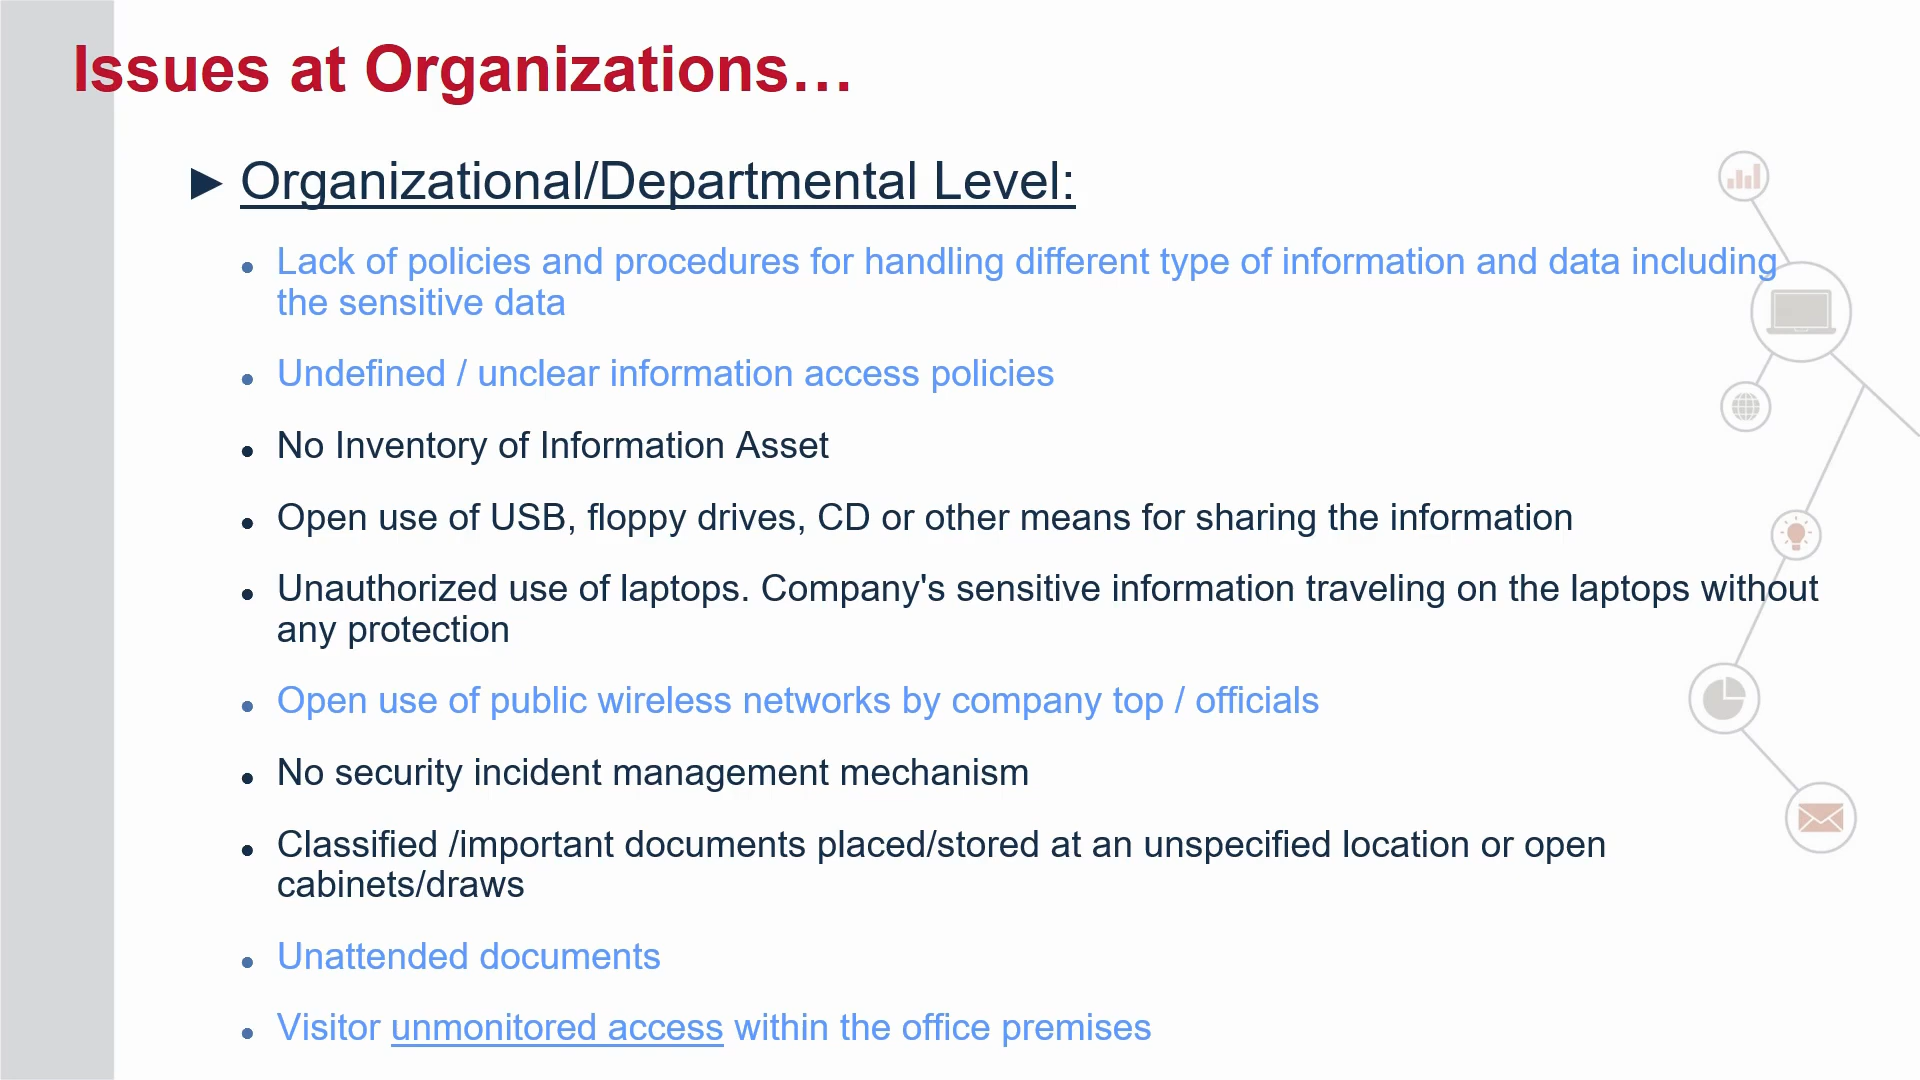 Issues at Organizations…
► Organizational/Departmental Level:
• Lack of policies and procedures for handling different type of information and data including
the sensitive data
• Undefined / unclear information access policies
• No Inventory of Information Asset
• Open use of USB, floppy drives, CD or other means for sharing the information
• Unauthorized use of laptops. Company's sensitive information traveling on the laptops without
any protection
• Open use of public wireless networks by company top / officials
• No security incident management mechanism
• Classified /important documents placed/stored at an unspecified location or open
cabinets/draws
• Unattended documents
• Visitor unmonitored access within the office premises